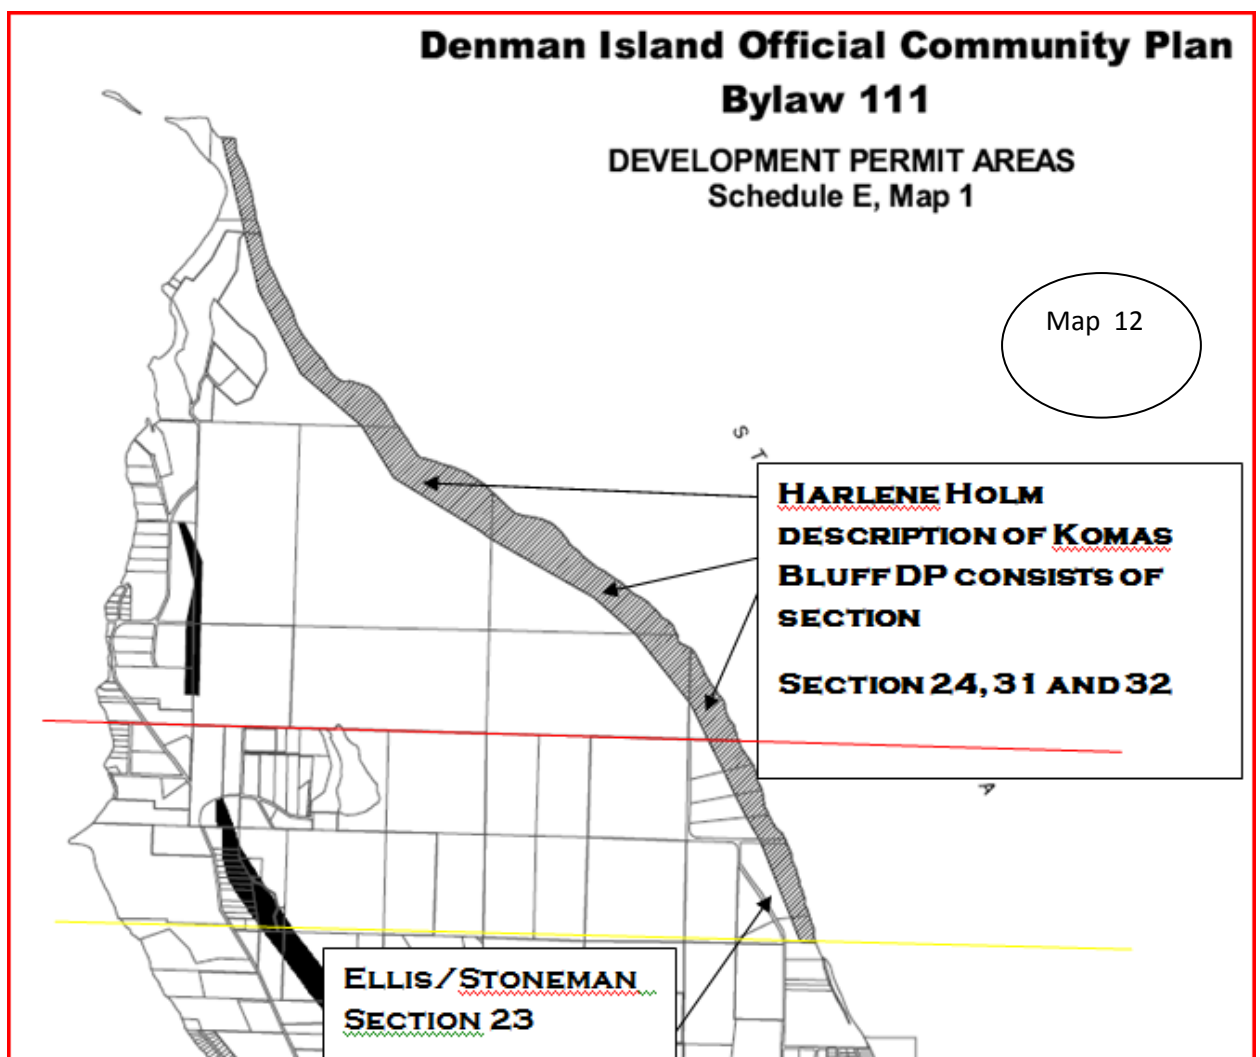 Denman Island Official Community Plan
Bylaw 111
DEVELOPMENT PERMIT AREAS
Schedule E, Map 1
Map 12
S T
HARLENE HOLM
DESCRIPTION OF KOMAS
BLUFF DP CONSISTS OF
SECTION
SECTION 24, 31 AND 32
A
ELLIS/STONEMAN
SECTION 23